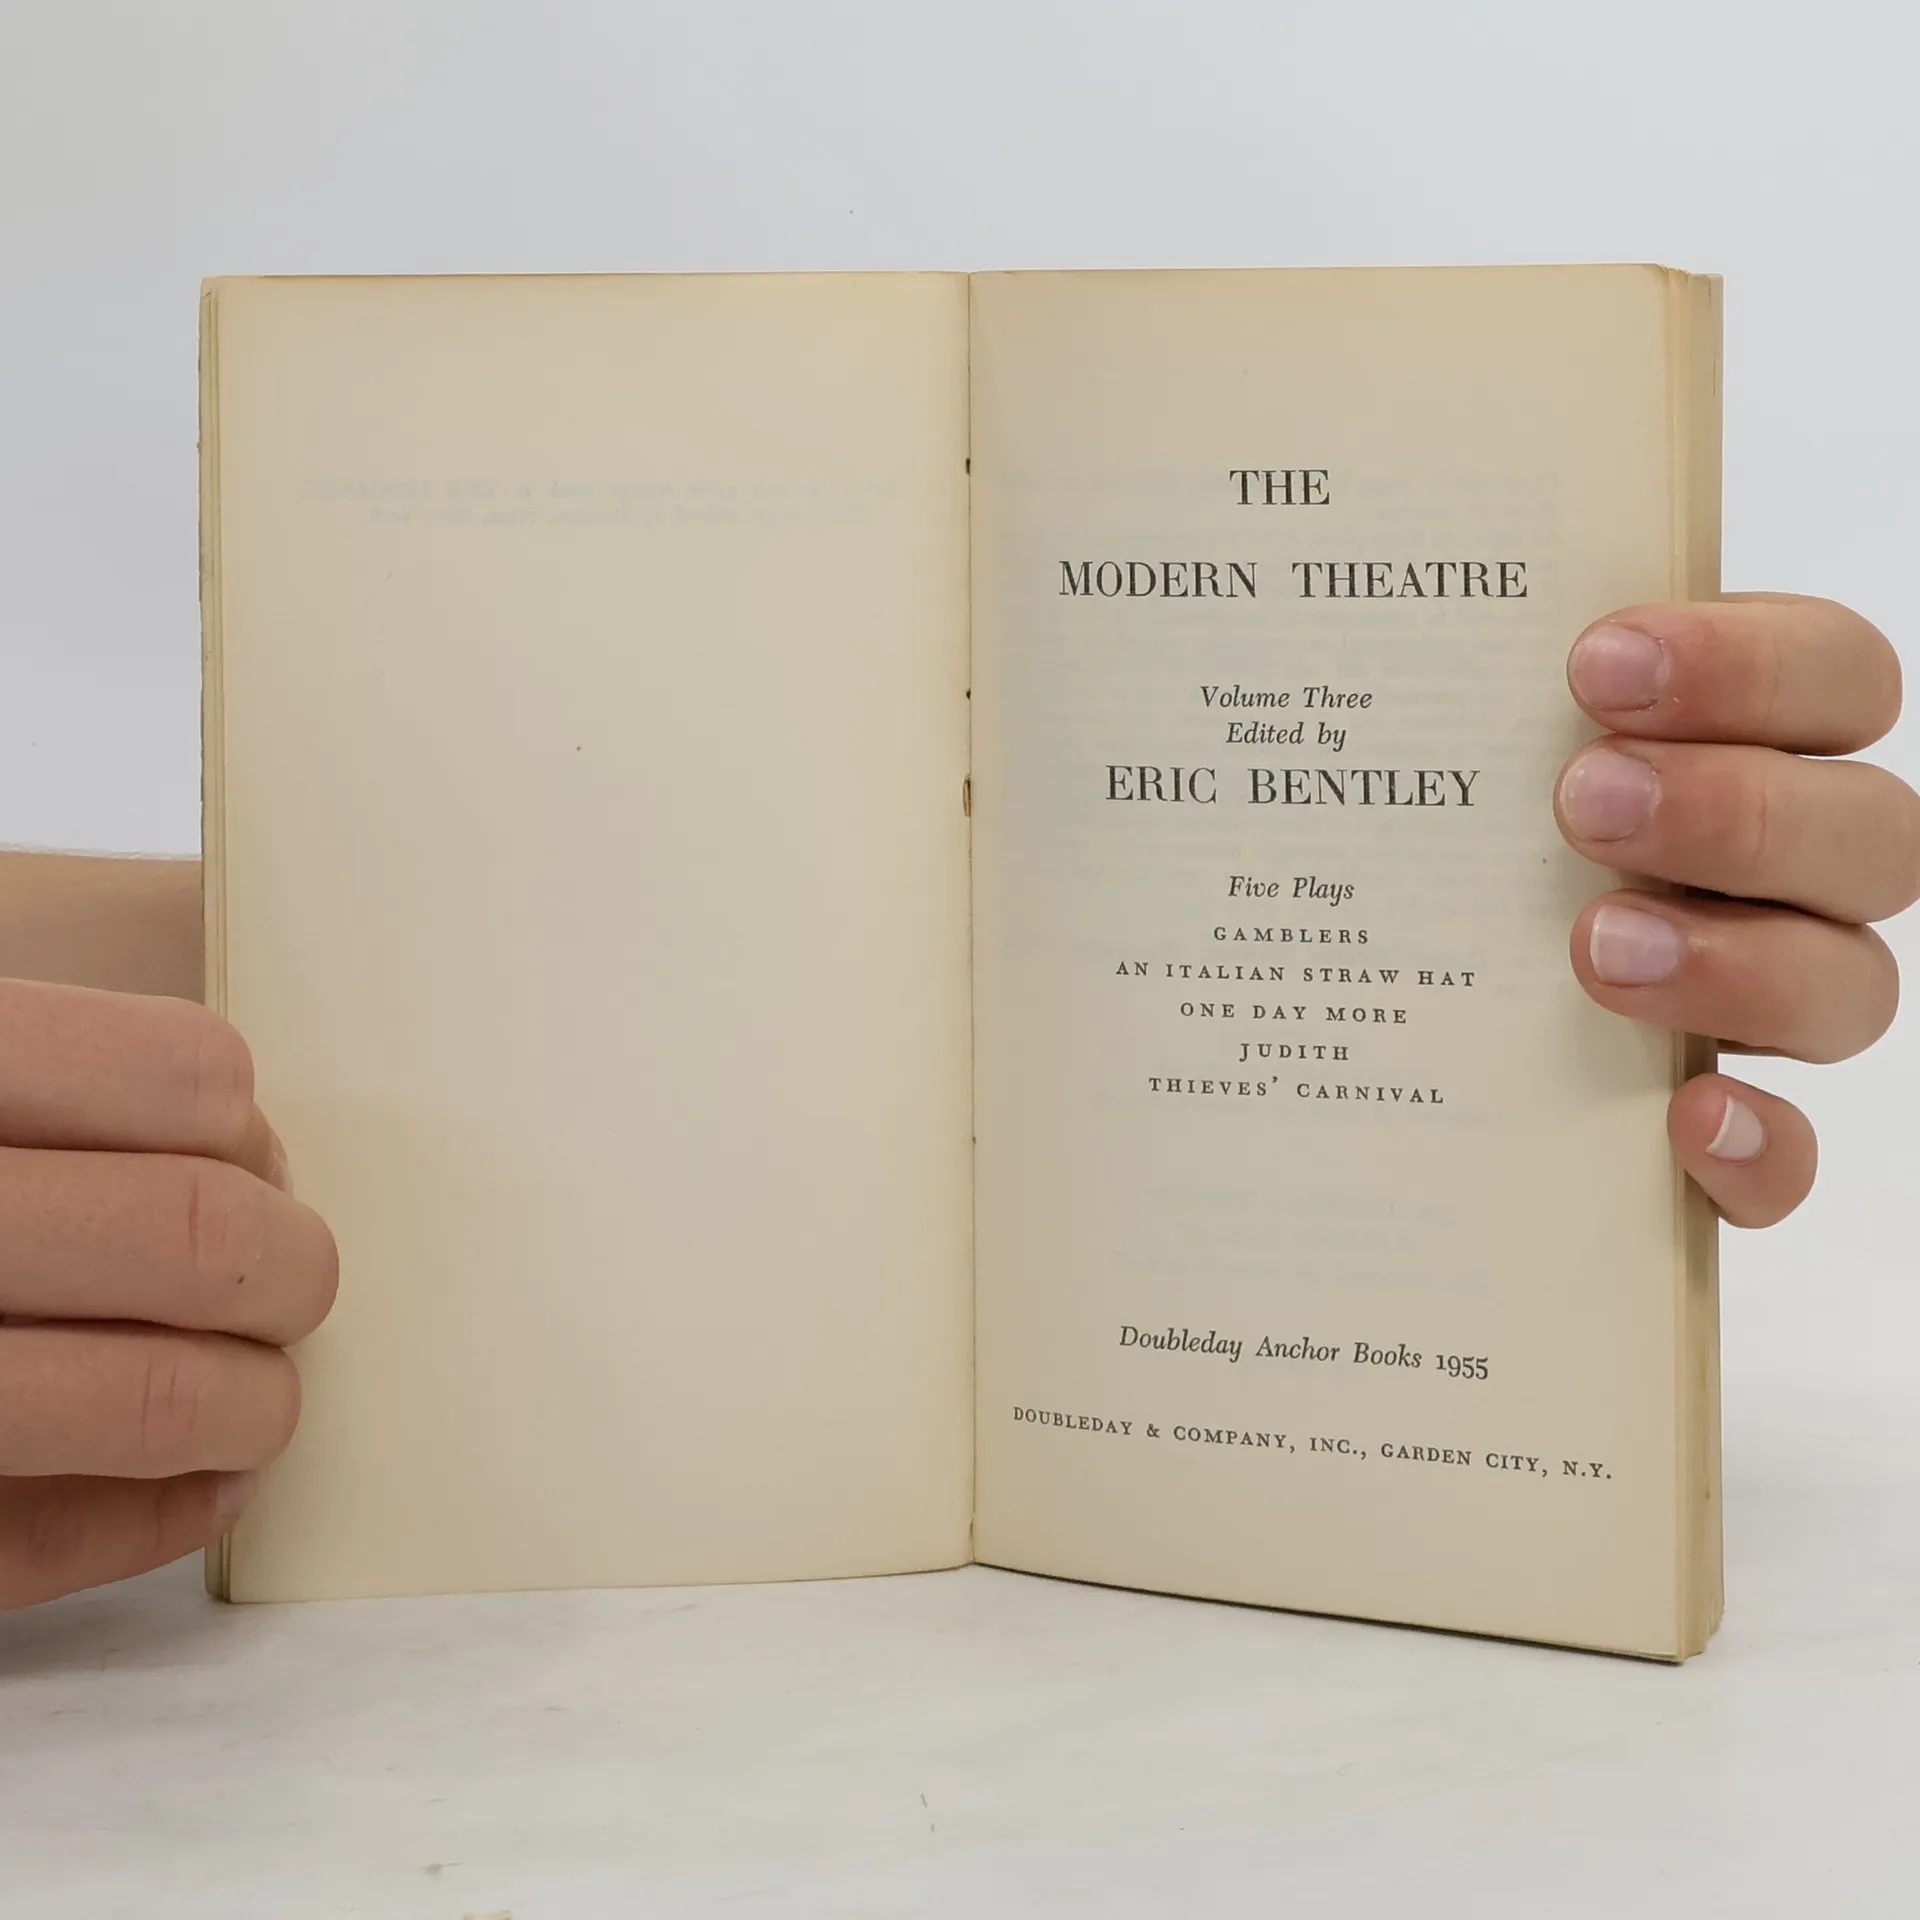 THE
MODERN THEATRE
Volume Three
Edited by
ERIC BENTLEY
Five Plays
GAMBLERS
AN ITALIAN STRAW HAT
ONE DAY MORE
JUDITH
THIEVES' CARNIVAL
Doubleday Anchor Books 1955
DOUBLEDAY & COMPANY, INC., GARDEN CITY, N.Y.